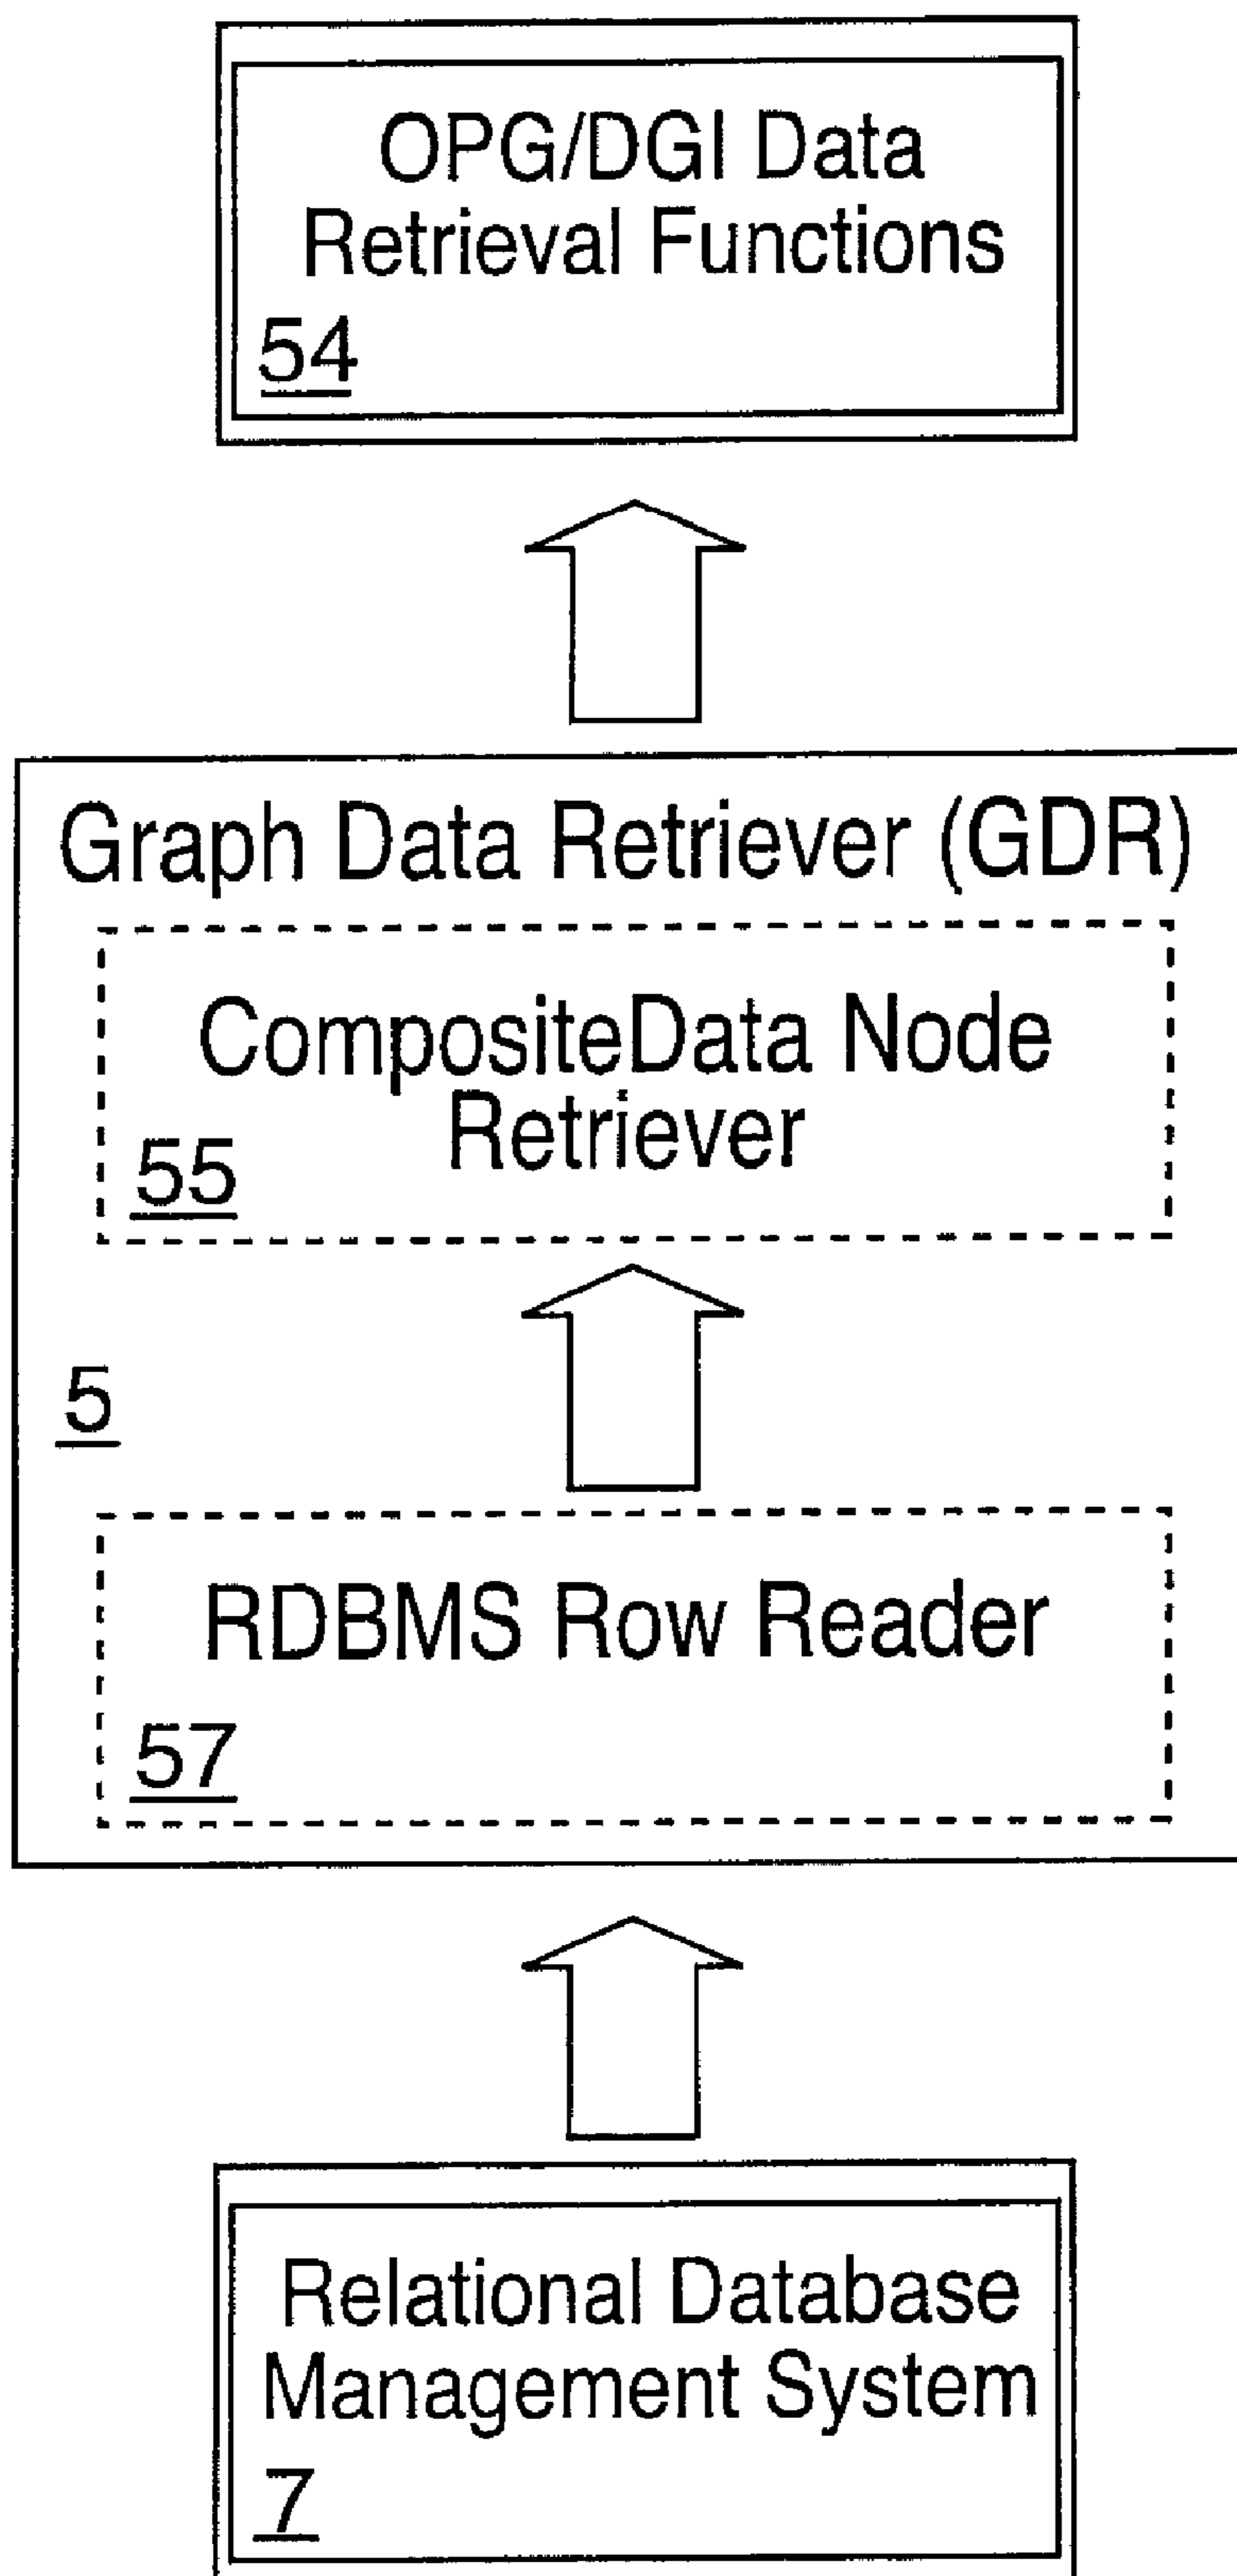 OPG/DGI Data
Retrieval Functions
54
Graph Data Retriever (GDR)
CompositeData Node
Retriever
55
5
RDBMS Row Reader
57
Relational Database
Management System
7